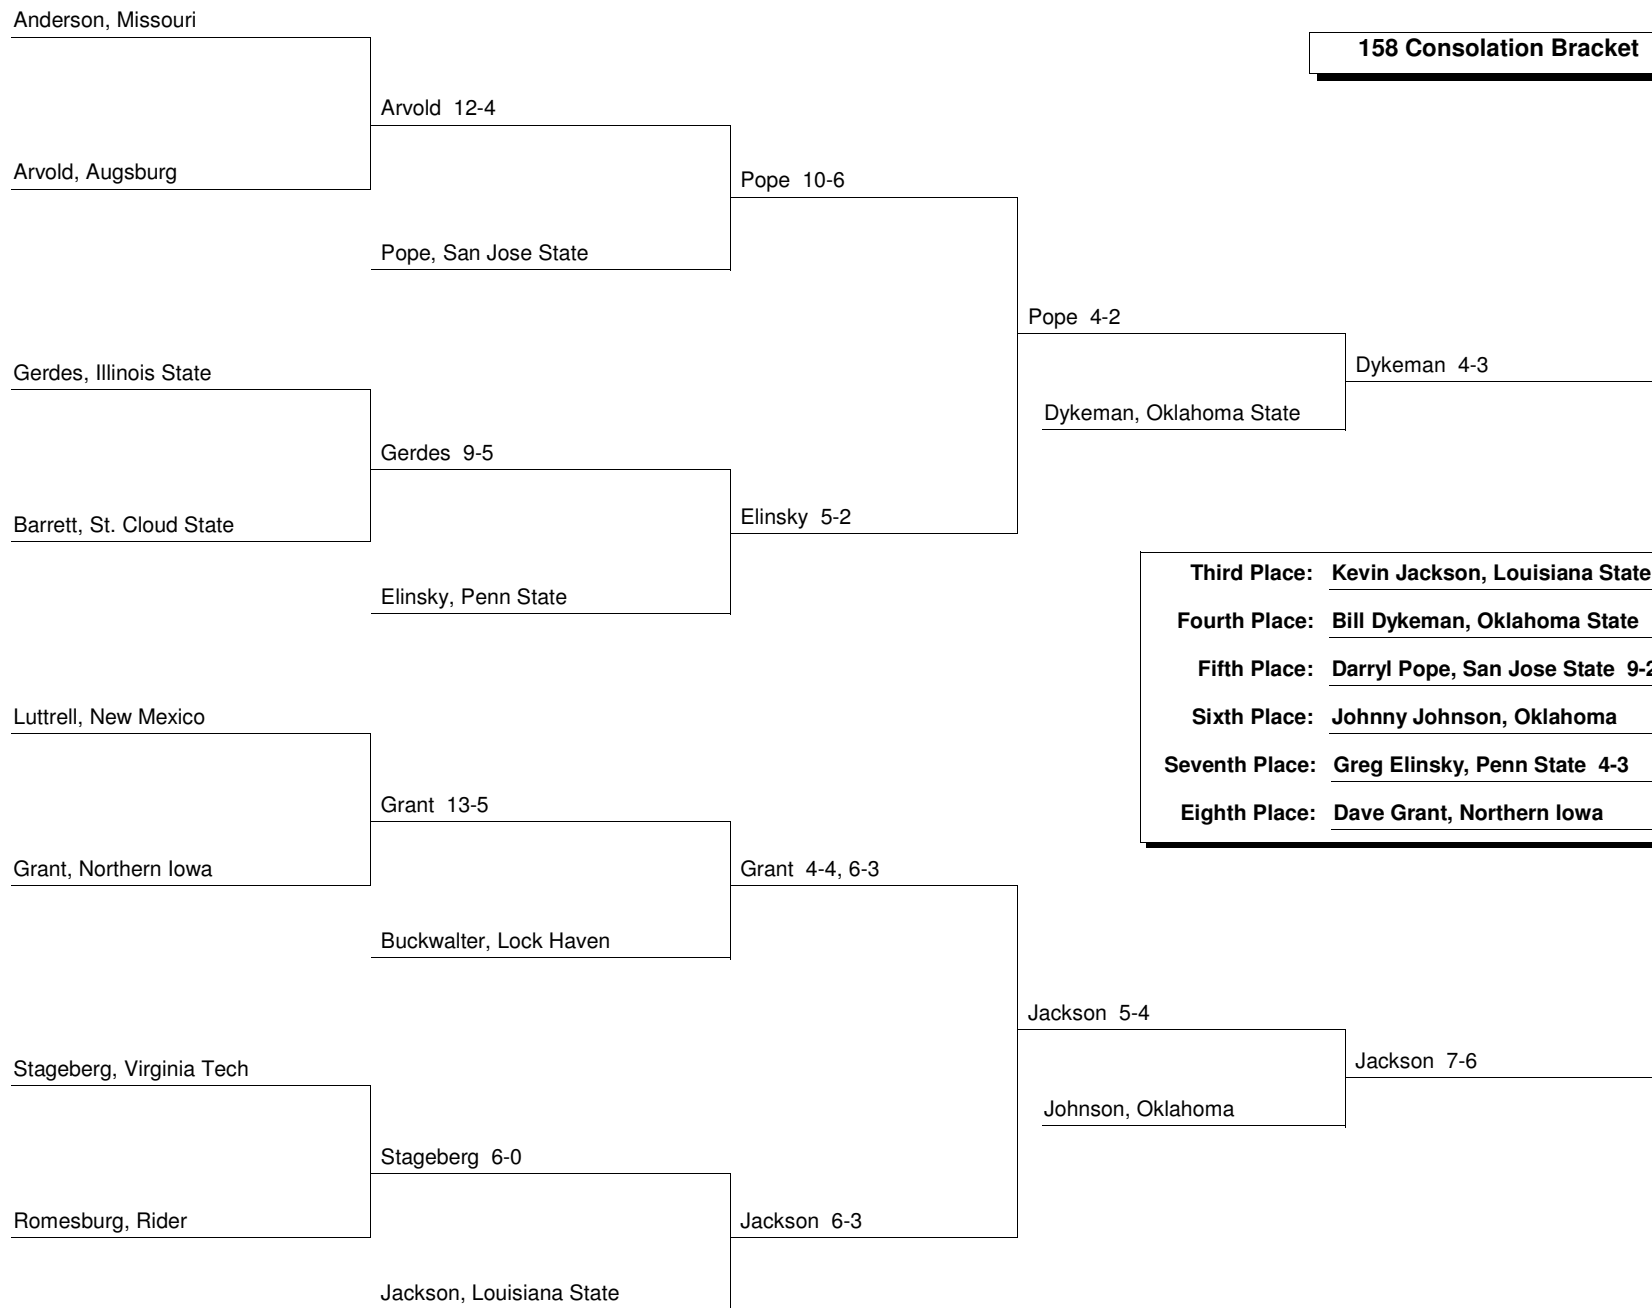 Anderson, Missouri
158 Consolation Bracket
Arvold 12-4
Arvold, Augsburg
Pope 10-6
Pope, San Jose State
Pope 4-2
Gerdes, Illinois State
Dykeman 4-3
Dykeman, Oklahoma State
Gerdes 9-5
Barrett, St. Cloud State
Elinsky 5-2
Elinsky, Penn State
Third Place: Kevin Jackson, Louisiana State
Fourth Place: Bill Dykeman, Oklahoma State
Fifth Place: Darryl Pope, San Jose State 9-2
Sixth Place: Johnny Johnson, Oklahoma
Seventh Place: Greg Elinsky, Penn State 4-3
Eighth Place: Dave Grant, Northern Iowa
Luttrell, New Mexico
Grant 13-5
Grant, Northern Iowa
Grant 4-4, 6-3
Buckwalter, Lock Haven
Jackson 5-4
Stageberg, Virginia Tech
Jackson 7-6
Johnson, Oklahoma
Stageberg 6-0
Romesburg, Rider
Jackson 6-3
Jackson, Louisiana State